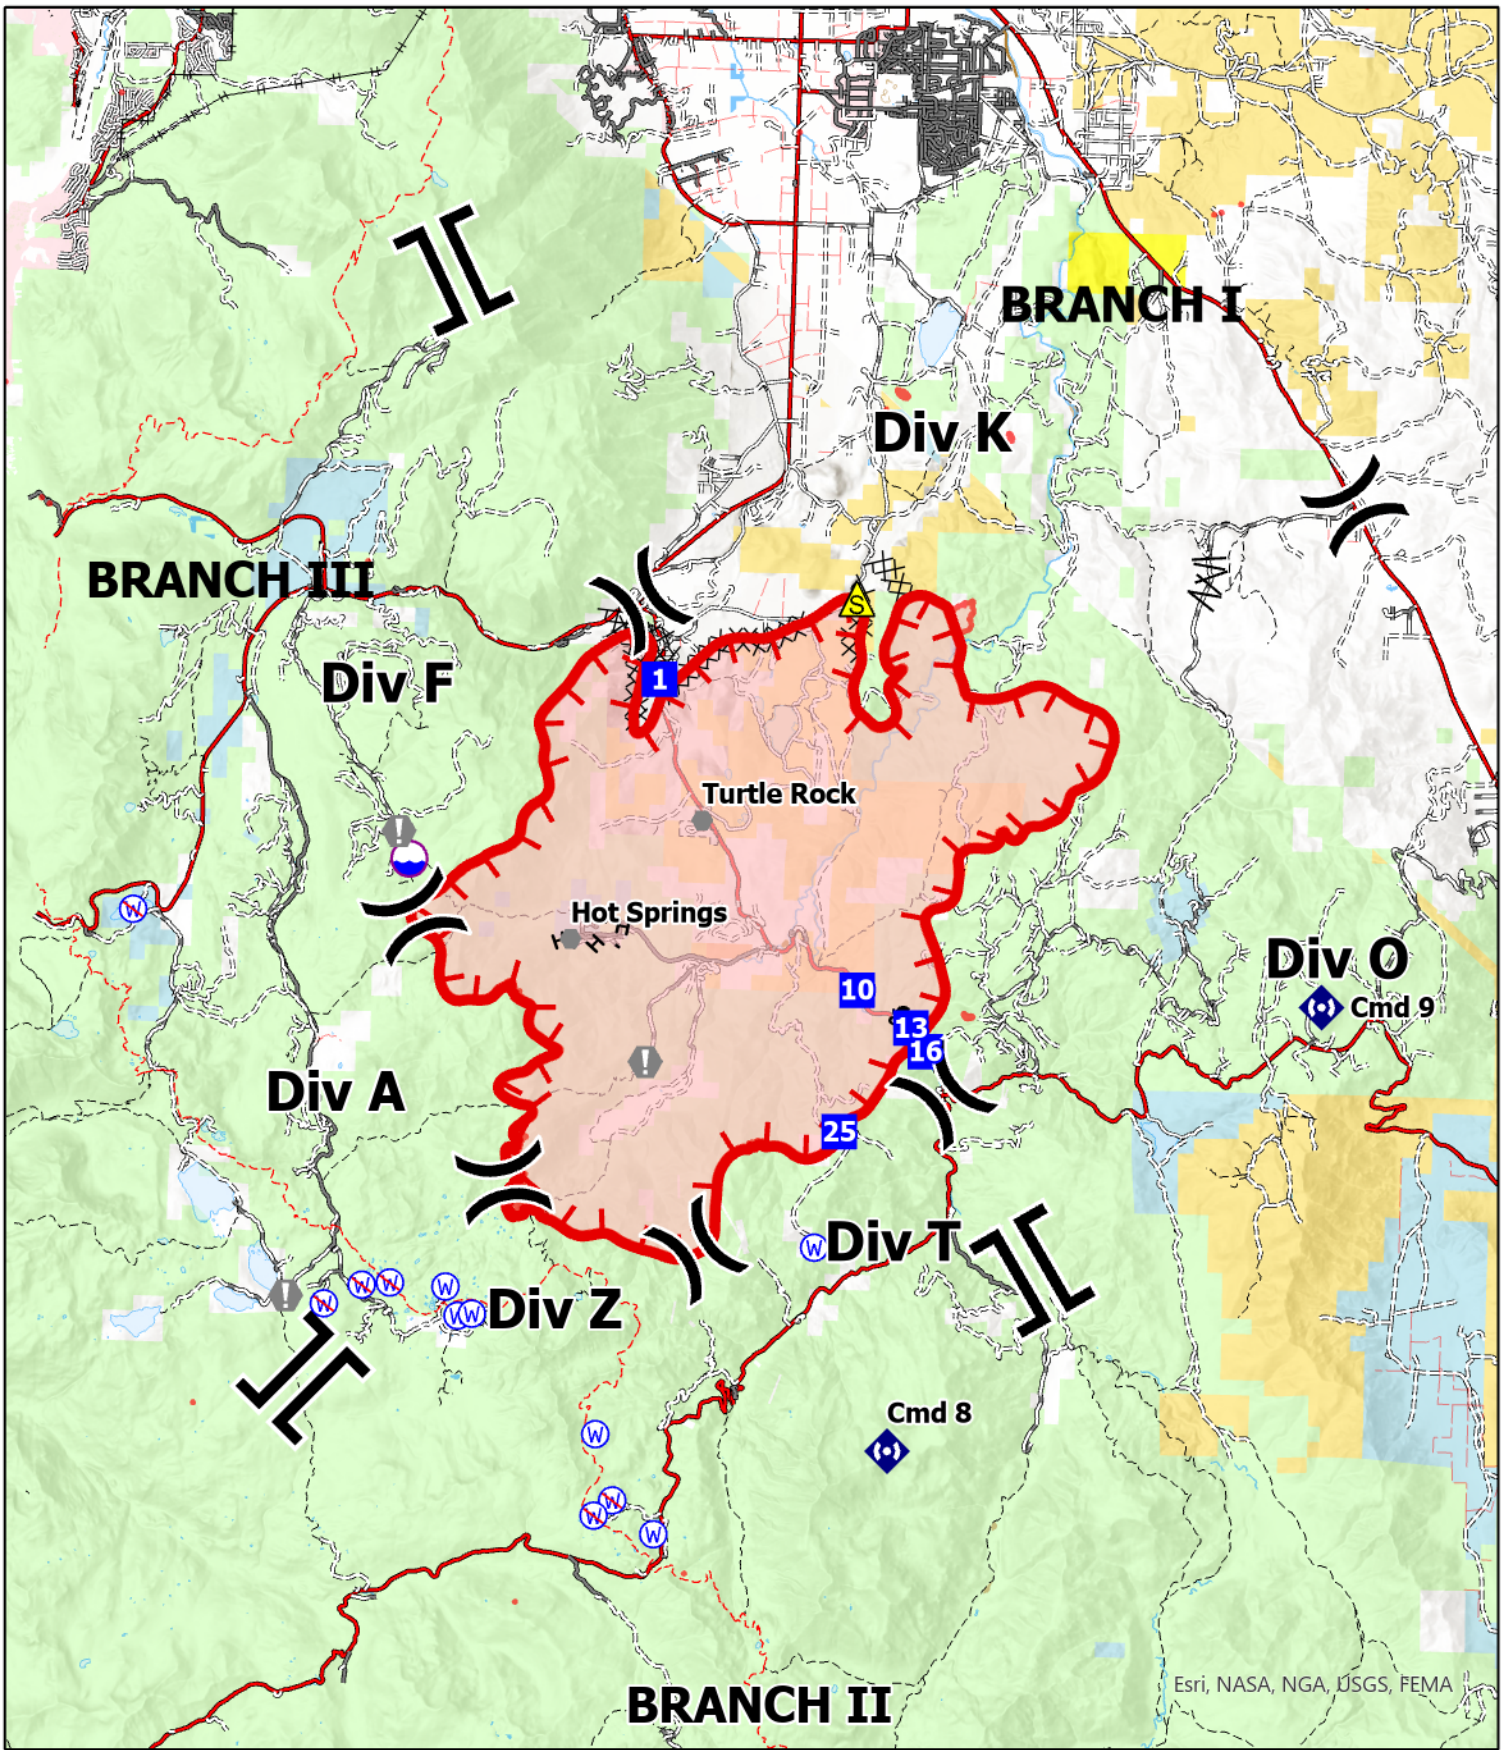 BRANCH I
Div K
BRANCH III
S
Div F
1
Turtle Rock
!
Hot Springs
W
Div O
10
Cmd 9
13
16
!
Div A
25
Div T
W
!
W
W
W
W
W
W
W
Div Z
Cmd 8
W
W
W
W
Esri, NASA, NGA, USGS, FEMA
BRANCH II